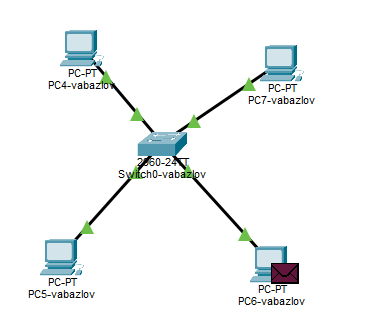 PC-PT
PC4-vabazlov
PC-PT
PC7-vabazlov
2960-24TT
Switch0-vabazlov
PC-PT
PC5-vabazlov
PC-PT
PC6-vabazlov